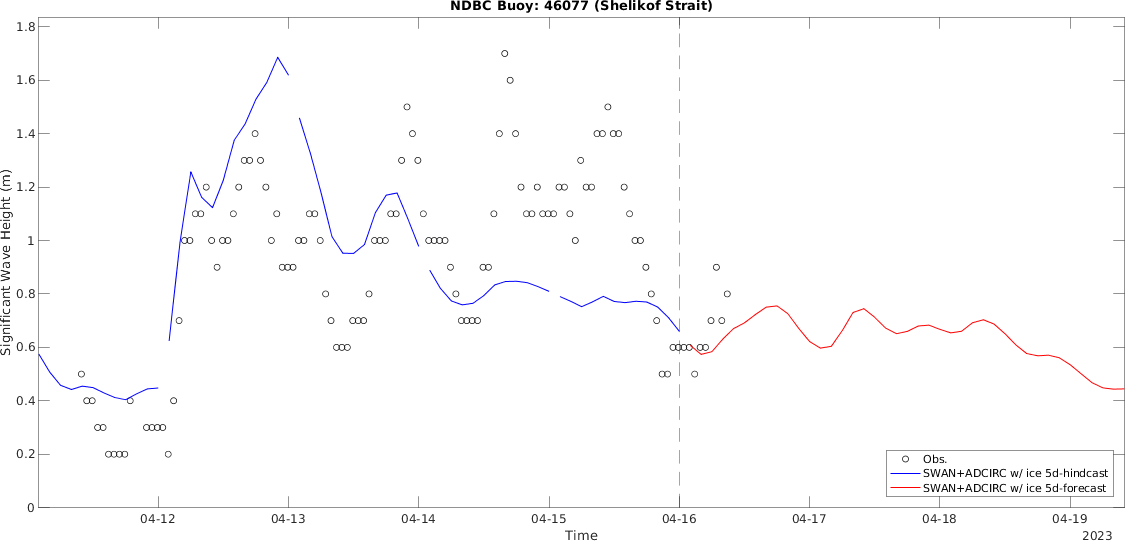 NDBC Buoy: 46077 (Shelikof Strait)
Significant Wave Height (m)
1.8
1.6
1.4
1.2
1
0.8
0.6
0.4
0.2
0
Obs.
SWAN+ADCIRC w/ ice 5d-hindcast
SWAN+ADCIRC w/ ice 5d-forecast
04-12 04-13 04-14 04-15 04-16 04-17 04-18 04-19
Time
2023